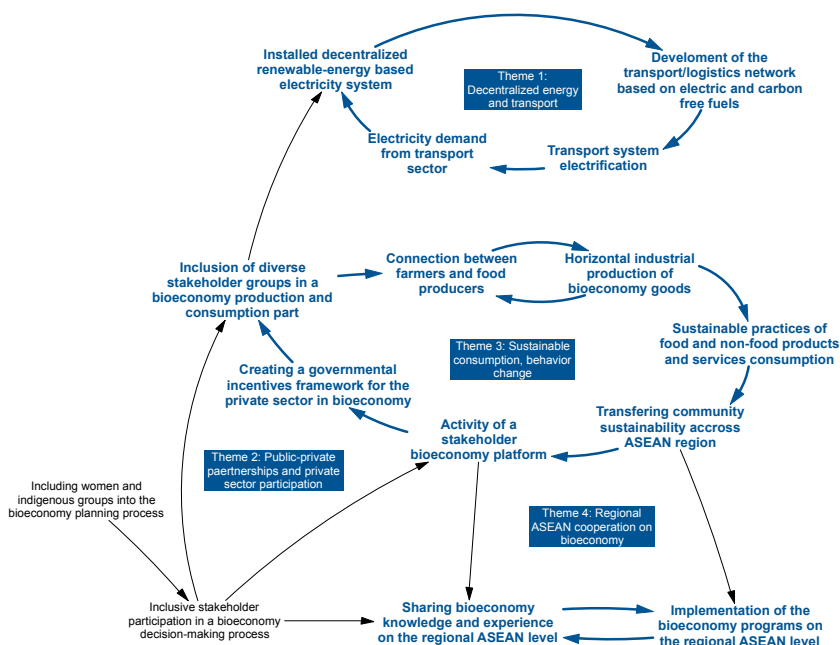 Installed decentralized
renewable-energy based
electricity system
Develoment of the
transport/logistics network
based on electric and carbon
free fuels
Theme 1:
Decentralized energy
and transport
Electricity demand
from transport
sector
Transport system
electrification
Inclusion of diverse
stakeholder groups in a
bioeconomy production and
consumption part
Connection between
farmers and food
producers
Horizontal industrial
production of
bioeconomy goods
Sustainable practices of
food and non-food products
and services consumption
Theme 3: Sustainable
consumption, behavior
change
Creating a governmental
incentives framework for the
private sector in bioeconomy
Activity of a
stakeholder
bioeconomy platform
Transfering community
sustainability accross
ASEAN region
Theme 2: Public-private
paertnerships and private
sector participation
Including women and
indigenous groups into the
bioeconomy planning process
Theme 4: Regional
ASEAN cooperation on
bioeconomy
Inclusive stakeholder
participation in a bioeconomy
decision-making process
Sharing bioeconomy
knowledge and experience
on the regional ASEAN level
Implementation of the
bioeconomy programs on
the regional ASEAN level